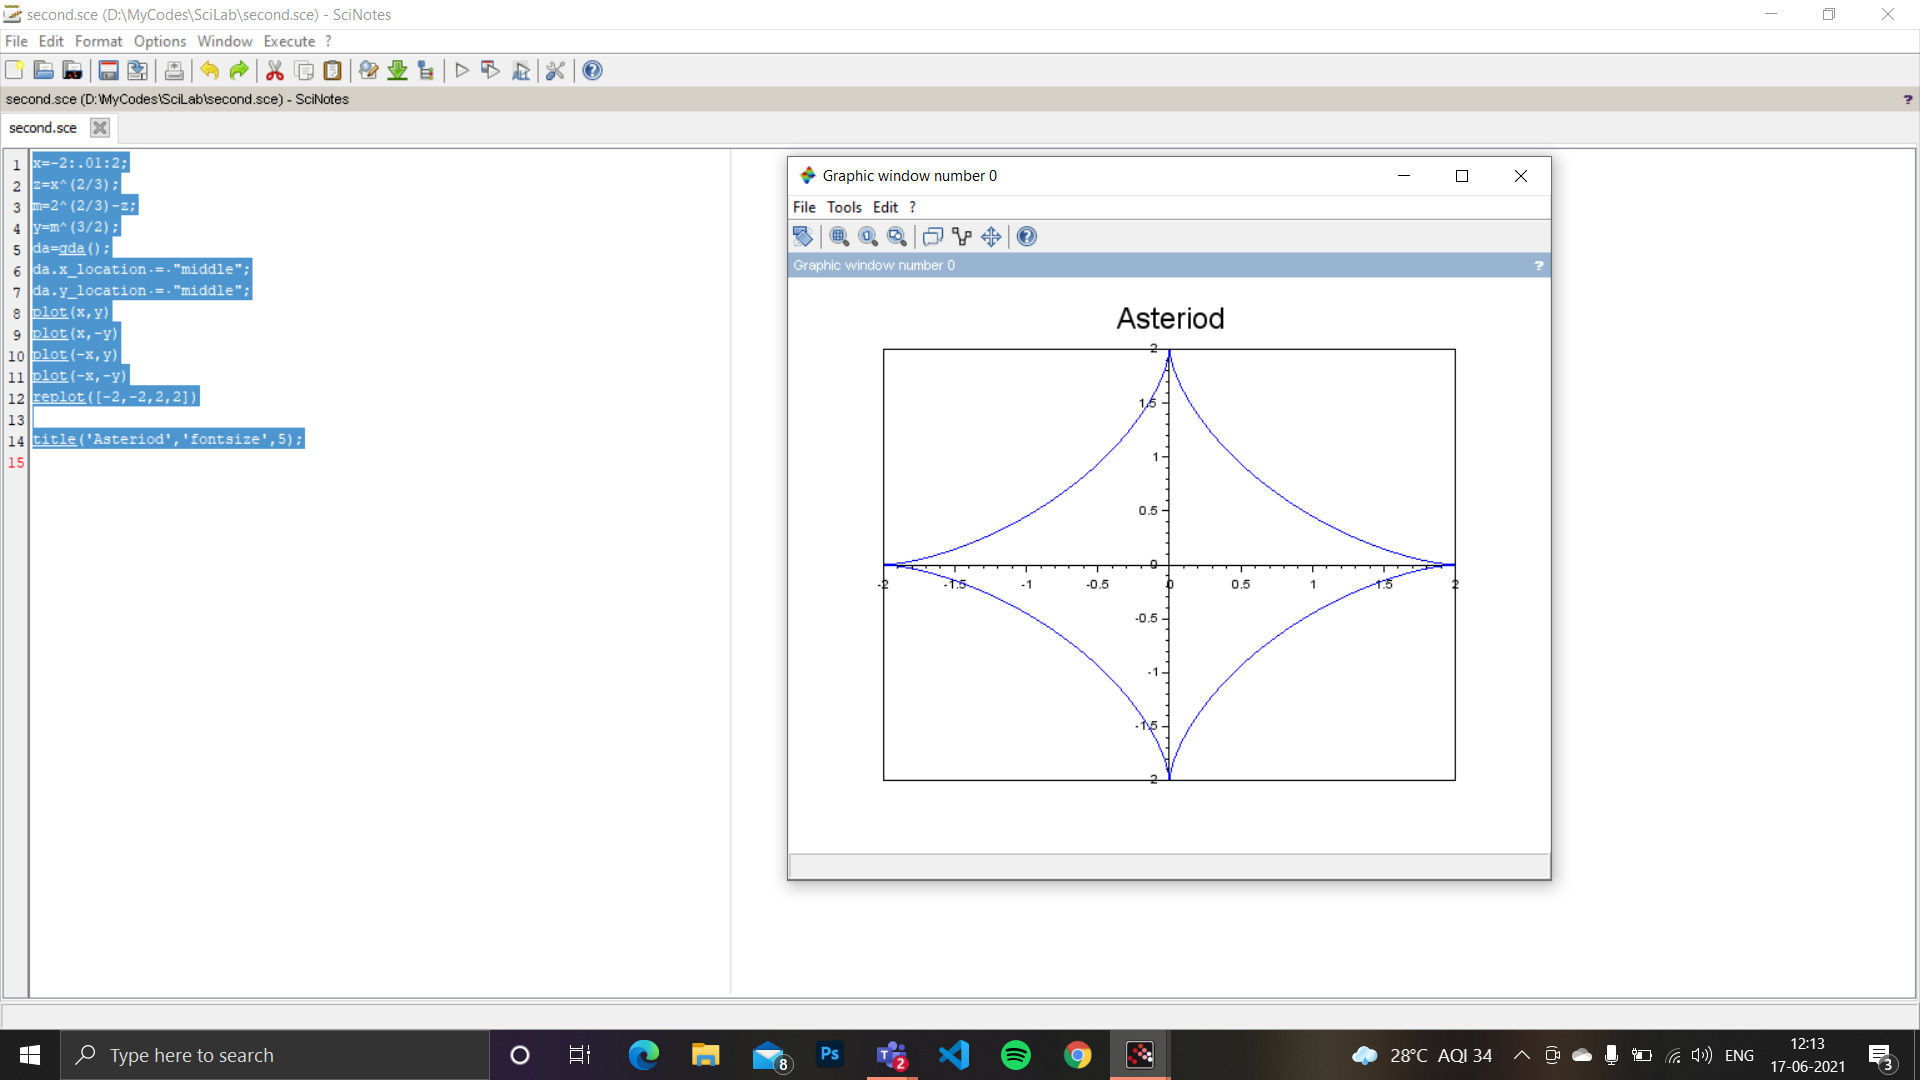 second.sce (D:\MyCodes\SciLab\second.sce) - SciNotes
File Edit Format Options Window Execute ?
second.sce (D:\MyCodes\SciLab\second.sce) - SciNotes
?
second.sce
1 x=-2:.01:2;
2 z=x^(2/3);
3 m=2^(2/3)-z;
4 y=m^(3/2);
5 da=gda();
6 da.x_location = "middle";
7 da.y_location = "middle";
8 plot(x,y)
9 plot(x,-y)
10 plot(-x,y)
11 plot(-x,-y)
12 replot([-2,-2,2,2])
13
14 title('Asteriod','fontsize',5);
15
Graphic window number 0
File Tools Edit ?
Graphic window number 0
?
Asteriod
2
1.5
1
0.5
0
-2 -1.5 -1 -0.5 0 0.5 1 1.5 2
-0.5
-1
-1.5
-2
Type here to search
8
Ps
2
28°C AQI 34
ENG
12:13
17-06-2021
3